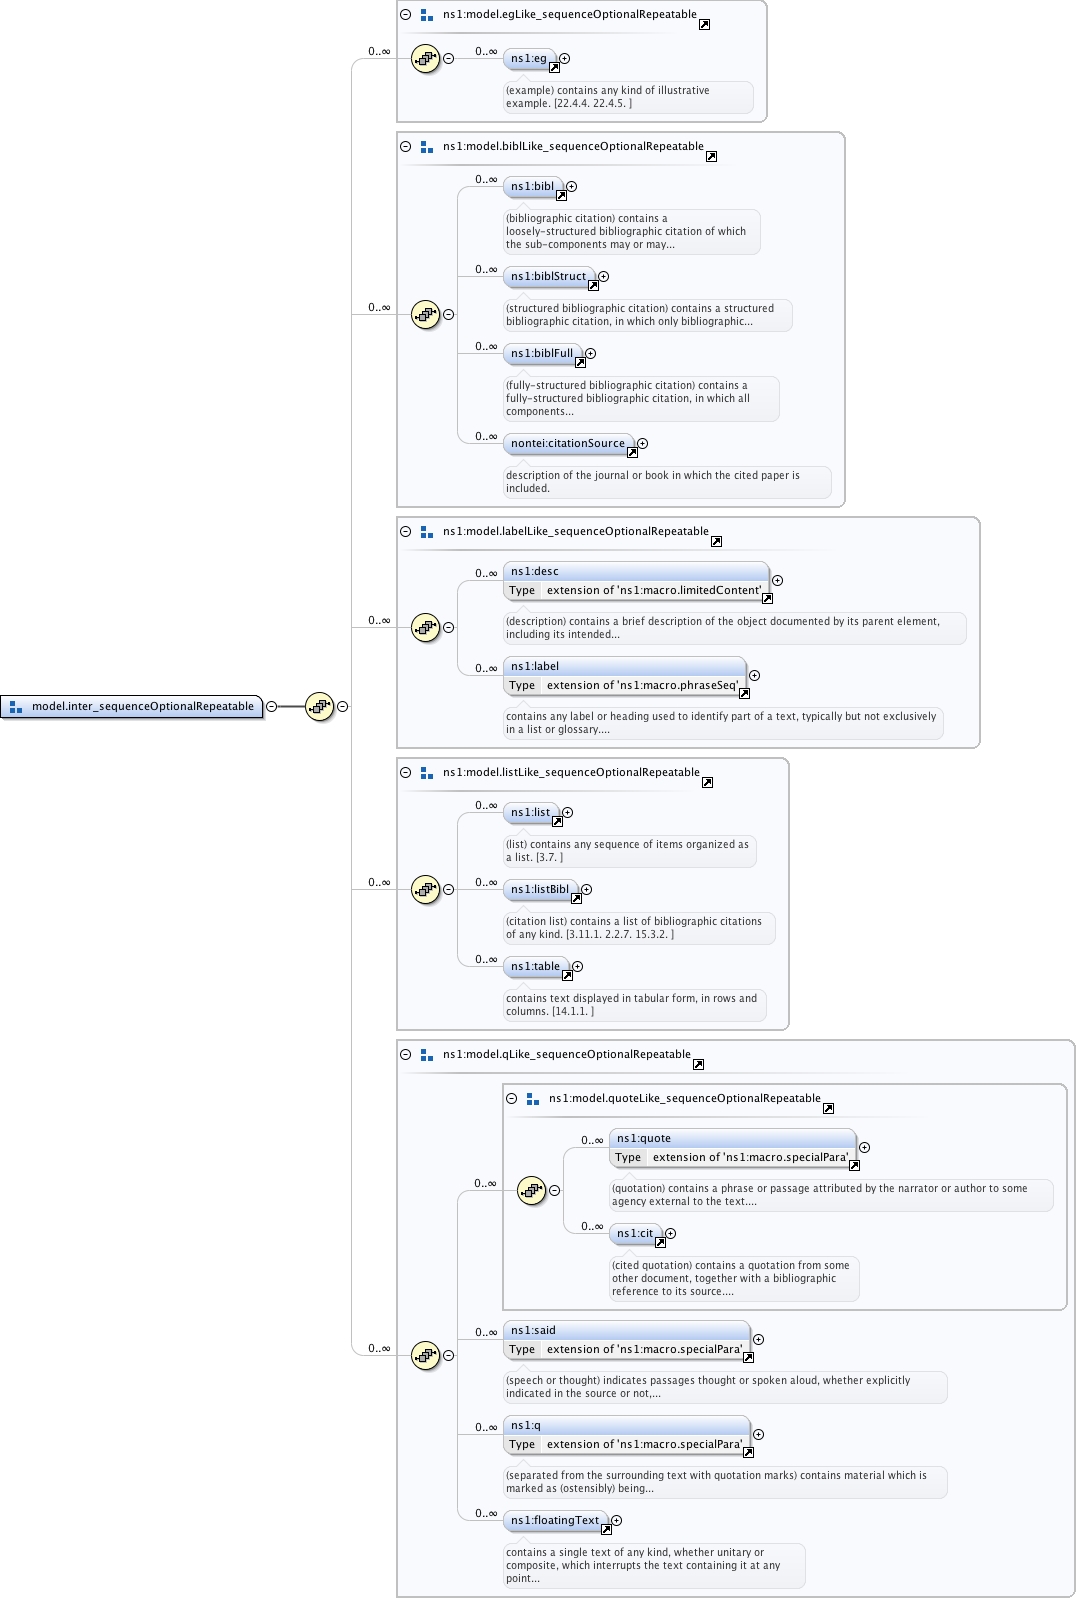 ns1:model.egLike_sequenceOptionalRepeatable
0..∞
0..∞
ns1:eg
(example) contains any kind of illustrative
example. [22.4.4. 22.4.5. ]
ns1:model.biblLike_sequenceOptionalRepeatable
0..∞
ns1:bibl
(bibliographic citation) contains a
loosely-structured bibliographic citation of which
the sub-components may or may...
0..∞
ns1:biblStruct
0..∞
(structured bibliographic citation) contains a structured
bibliographic citation, in which only bibliographic...
0..∞
ns1:biblFull
(fully-structured bibliographic citation) contains a
fully-structured bibliographic citation, in which all
components...
0..∞
nontei:citationSource
description of the journal or book in which the cited paper is
included.
ns1:model.labelLike_sequenceOptionalRepeatable
0..∞
ns1:desc
Type extension of 'ns1:macro.limitedContent'
0..∞
(description) contains a brief description of the object documented by its parent element,
including its intended...
0..∞
ns1:label
Type extension of 'ns1:macro.phraseSeq'
contains any label or heading used to identify part of a text, typically but not exclusively
in a list or glossary....
model.inter_sequenceOptionalRepeatable
ns1:model.listLike_sequenceOptionalRepeatable
0..∞
ns1:list
(list) contains any sequence of items organized as
a list. [3.7. ]
0..∞
0..∞
ns1:listBibl
(citation list) contains a list of bibliographic citations
of any kind. [3.11.1. 2.2.7. 15.3.2. ]
0..∞
ns1:table
contains text displayed in tabular form, in rows and
columns. [14.1.1. ]
ns1:model.qLike_sequenceOptionalRepeatable
ns1:model.quoteLike_sequenceOptionalRepeatable
0..∞
ns1:quote
Type extension of 'ns1:macro.specialPara'
0..∞
(quotation) contains a phrase or passage attributed by the narrator or author to some
agency external to the text....
0..∞
ns1:cit
(cited quotation) contains a quotation from some
other document, together with a bibliographic
reference to its source....
0..∞
ns1:said
Type extension of 'ns1:macro.specialPara'
0..∞
(speech or thought) indicates passages thought or spoken aloud, whether explicitly
indicated in the source or not,...
0..∞
ns1:q
Type extension of 'ns1:macro.specialPara'
(separated from the surrounding text with quotation marks) contains material which is
marked as (ostensibly) being...
0..∞
ns1:floatingText
contains a single text of any kind, whether unitary or
composite, which interrupts the text containing it at any
point...